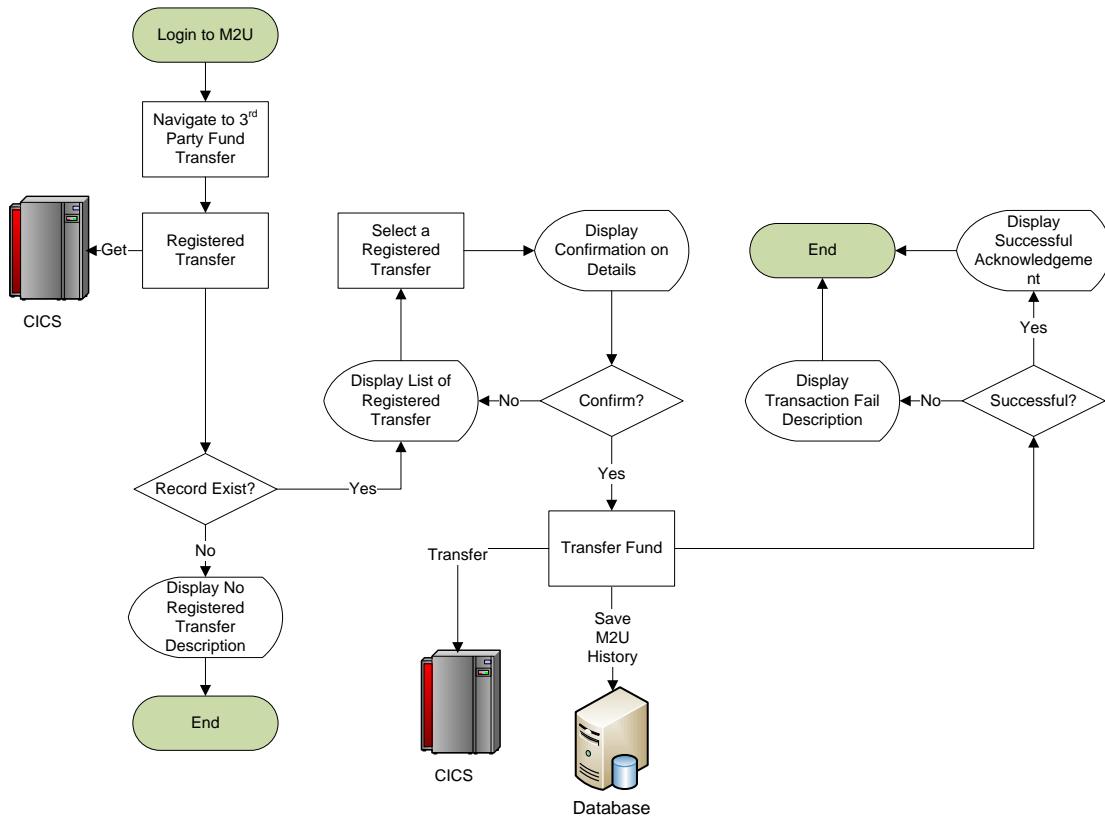 Login to M2U
Navigate to 3rd
Party Fund
Transfer
Get
Registered
Transfer
CICS
Record Exist?
Yes
No
Display No
Registered
Transfer
Description
End
Display List of
Registered
Transfer
Select a
Registered
Transfer
Display
Confirmation on
Details
Confirm?
No
Yes
Transfer Fund
Transfer
CICS
Save
M2U
History
Database
Successful?
No
Display
Transaction Fail
Description
Yes
Display
Successful
Acknowledgeme
nt
End